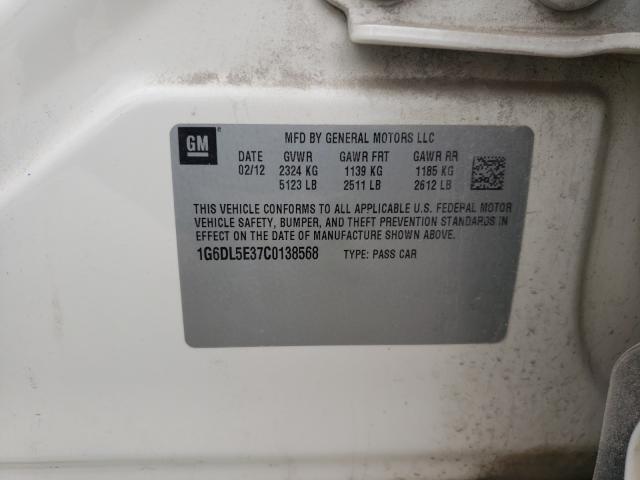 GM ® MFD BY GENERAL MOTORS LLC
DATE GVWR GAWR FRT GAWR RR
02/12 2324 KG 1139 KG 1185 KG
5123 LB 2511 LB 2612 LB
THIS VEHICLE CONFORMS TO ALL APPLICABLE U.S. FEDERAL MOTOR
VEHICLE SAFETY, BUMPER, AND THEFT PREVENTION STANDARDS IN
EFFECT ON THE DATE OF MANUFACTURE SHOWN ABOVE.
1G6DL5E37C0138568 TYPE: PASS CAR